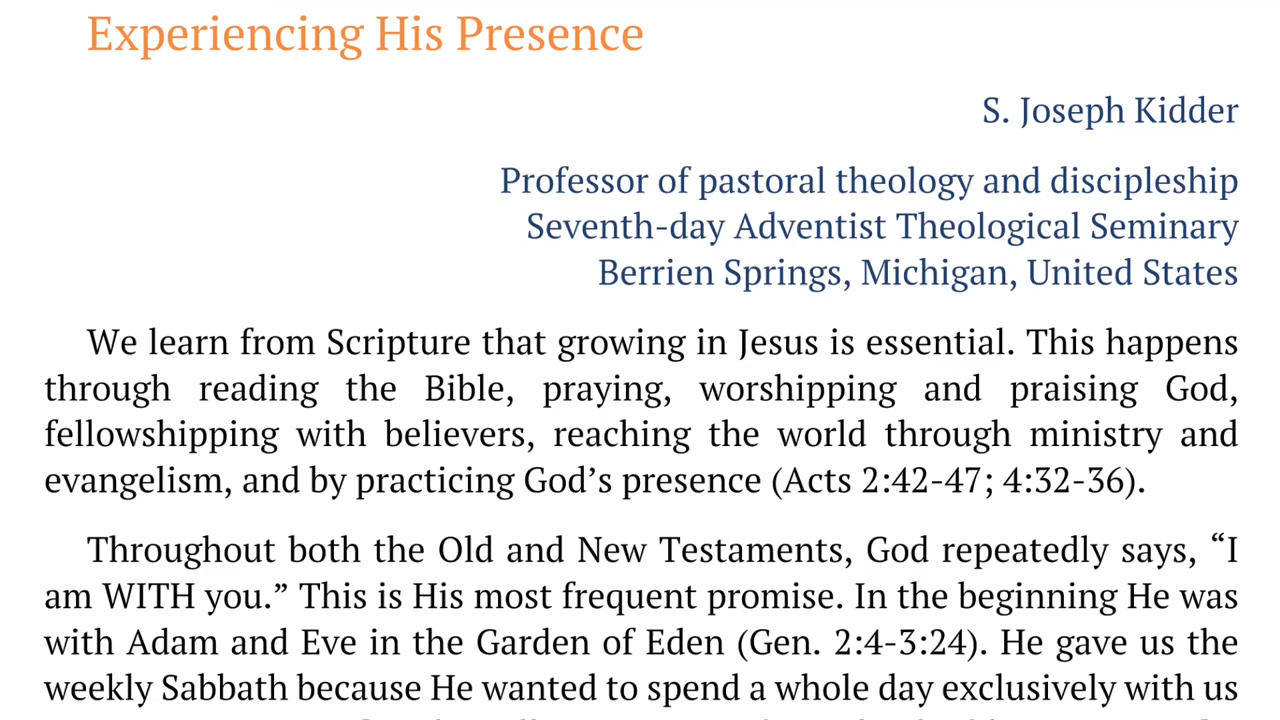 Experiencing His Presence
S. Joseph Kidder
Professor of pastoral theology and discipleship
Seventh-day Adventist Theological Seminary
Berrien Springs, Michigan, United States
We learn from Scripture that growing in Jesus is essential. This happens
through reading the Bible, praying, worshipping and praising God,
fellowshipping with believers, reaching the world through ministry and
evangelism, and by practicing God’s presence (Acts 2:42-47; 4:32-36).
Throughout both the Old and New Testaments, God repeatedly says, “I
am WITH you.” This is His most frequent promise. In the beginning He was
with Adam and Eve in the Garden of Eden (Gen. 2:4-3:24). He gave us the
weekly Sabbath because He wanted to spend a whole day exclusively with us